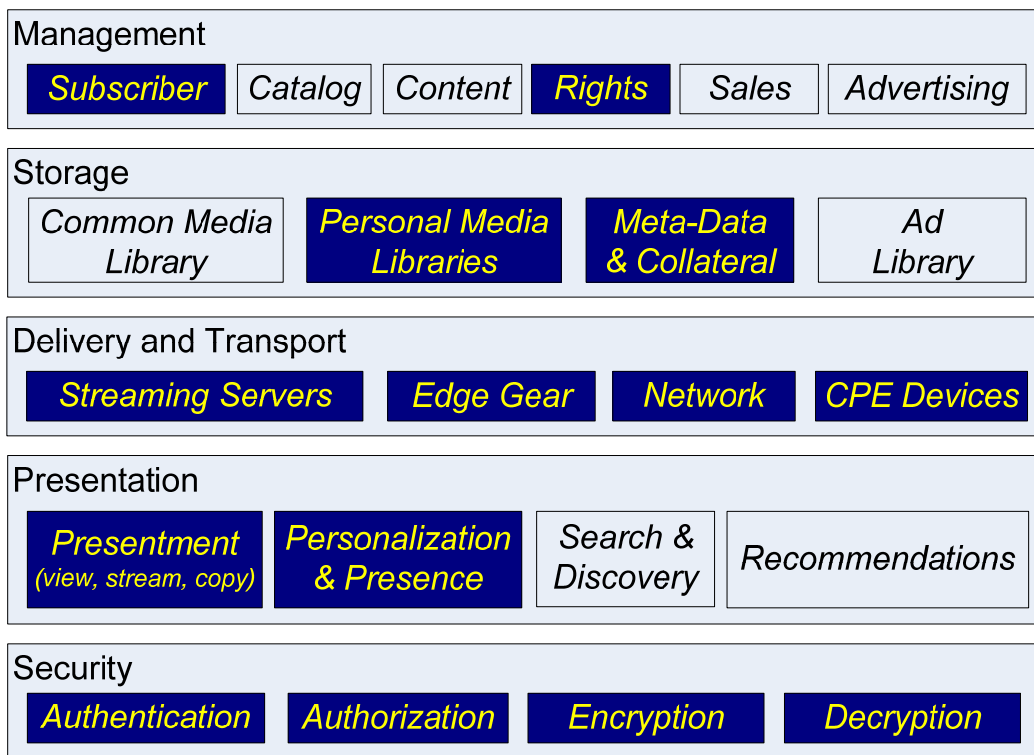 Management
Subscriber Catalog Content Rights Sales Advertising
Storage
Common Media Library
Personal Media Libraries
Meta-Data & Collateral
Ad Library
Delivery and Transport
Streaming Servers Edge Gear Network CPE Devices
Presentation
Presentment
(view, stream, copy)
Personalization & Presence
Search & Discovery
Recommendations
Security
Authentication Authorization Encryption Decryption